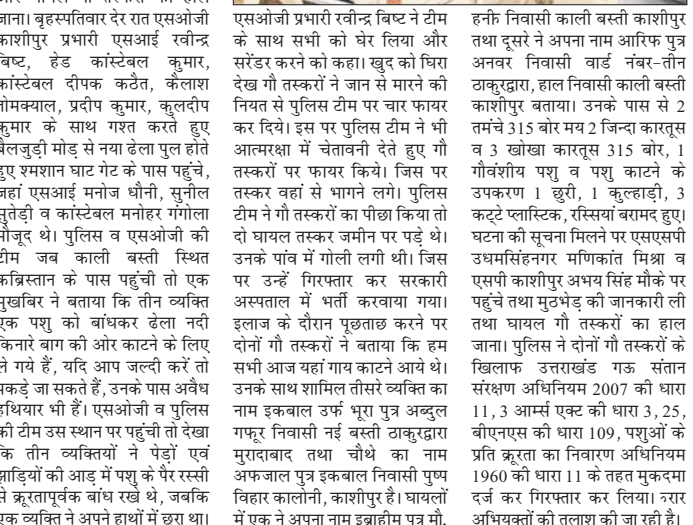 जाना। बृहस्पतिवार देर रात एसओजी
काशीपुर प्रभारी एसआई रवीन्द्र
बिष्ट, हेड कांस्टेबल कुमार,
कांस्टेबल दीपक कठैत, कैलाश
तोमक्याल, प्रदीप कुमार, कुलदीप
कुमार के साथ गश्त करते हुए
बैलजुड़ी मोड़ से नया ढेला पुल होते
हुए श्मशान घाट गेट के पास पहुंचे,
जहां एसआई मनोज धौनी, सुनील
सुतेड़ी व कांस्टेबल मनोहर गंगोला
मौजूद थे। पुलिस व एसओजी की
टीम जब काली बस्ती स्थित
कब्रिस्तान के पास पहुंची तो एक
मुखबिर ने बताया कि तीन व्यक्ति
एक पशु को बांधकर ढेला नदी
किनारे बाग की ओर काटने के लिए
ले गये हैं, यदि आप जल्दी करें तो
पकड़े जा सकते हैं, उनके पास अवैध
हथियार भी हैं। एसओजी व पुलिस
की टीम उस स्थान पर पहुंची तो देखा
कि तीन व्यक्तियों ने पेड़ों एवं
झाड़ियों की आड़ में पशु के पैर रस्सी
से क्रूरतापूर्वक बांध रखे थे, जबकि
एक व्यक्ति ने अपने हाथों में छुरा था।
एसओजी प्रभारी रवीन्द्र बिष्ट ने टीम
के साथ सभी को घेर लिया और
सरेंडर करने को कहा। खुद को घिरा
देख गौ तस्करों ने जान से मारने की
नियत से पुलिस टीम पर चार फायर
कर दिये। इस पर पुलिस टीम ने भी
आत्मरक्षा में चेतावनी देते हुए गौ
तस्करों पर फायर किये। जिस पर
तस्कर वहां से भागने लगे। पुलिस
टीम ने गौ तस्करों का पीछा किया तो
दो घायल तस्कर जमीन पर पड़े थे।
उनके पांव में गोली लगी थी। जिस
पर उन्हें गिरफ्तार कर सरकारी
अस्पताल में भर्ती करवाया गया।
इलाज के दौरान पूछताछ करने पर
दोनों गौ तस्करों ने बताया कि हम
सभी आज यहां गाय काटने आये थे।
उनके साथ शामिल तीसरे व्यक्ति का
नाम इकबाल उर्फ भूरा पुत्र अब्दुल
गफूर निवासी नई बस्ती ठाकुरद्वारा
मुरादाबाद तथा चौथे का नाम
अफजाल पुत्र इकबाल निवासी पुष्प
विहार कालोनी, काशीपुर है। घायलों
में एक ने अपना नाम इब्राहीम पुत्र मौ.
हनीफ निवासी काली बस्ती काशीपुर
तथा दूसरे ने अपना नाम आरिफ पुत्र
अनवर निवासी वार्ड नंबर-तीन
ठाकुरद्वारा, हाल निवासी काली बस्ती
काशीपुर बताया। उनके पास से 2
तमंचे 315 बोर मय 2 जिन्दा कारतूस
व 3 खोखा कारतूस 315 बोर, 1
गौवंशीय पशु व पशु काटने के
उपकरण 1 छुरी, 1 कुल्हाड़ी, 3
कट्टे प्लास्टिक, रस्सियां बरामद हुए।
घटना की सूचना मिलने पर एसएसपी
उधमसिंहनगर मणिकांत मिश्रा व
एसपी काशीपुर अभय सिंह मौके पर
पहुंचे तथा मुठभेड़ की जानकारी ली
तथा घायल गौ तस्करों का हाल
जाना। पुलिस ने दोनों गौ तस्करों के
खिलाफ उत्तराखंड गऊ संतान
संरक्षण अधिनियम 2007 की धारा
11, 3 आर्म्स एक्ट की धारा 3, 25,
बीएनएस की धारा 109, पशुओं के
प्रति क्रूरता का निवारण अधिनियम
1960 की धारा 11 के तहत मुकदमा
दर्ज कर गिरफ्तार कर लिया। फरार
अभियुक्तों की तलाश की जा रही है।